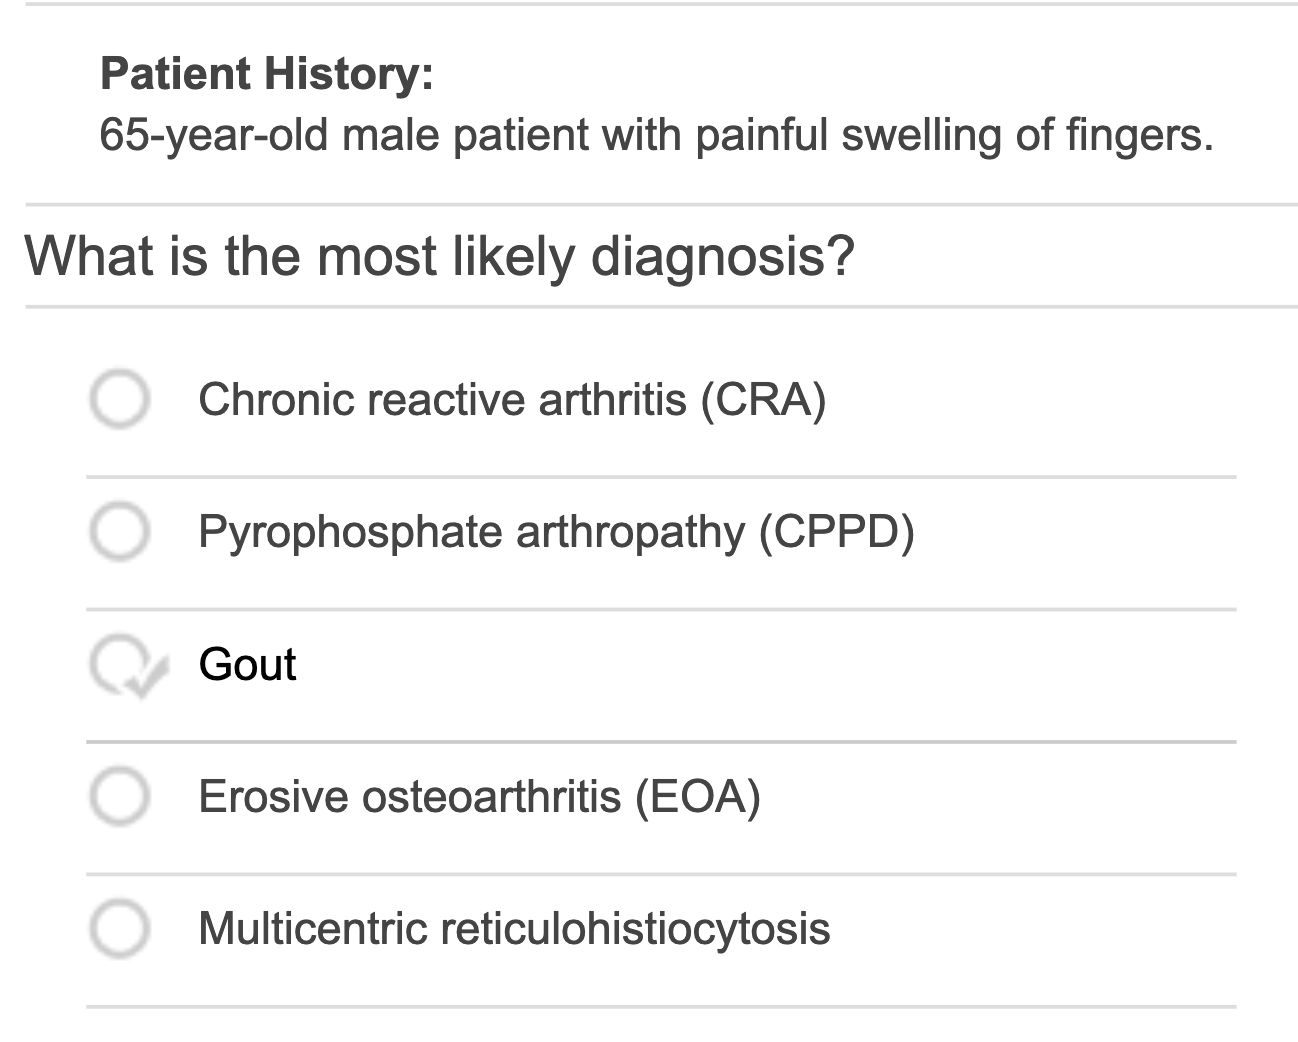 Patient History:
65-year-old male patient with painful swelling of fingers.
What is the most likely diagnosis?
Chronic reactive arthritis (CRA)
Pyrophosphate arthropathy (CPPD)
Gout
Erosive osteoarthritis (EOA)
Multicentric reticulohistiocytosis